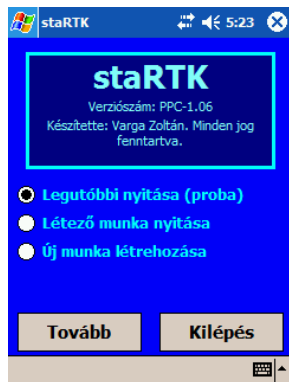 staRTK 5:23
staRTK
Verziószám: PPC-1.06
Készítette: Varga Zoltán. Minden jog
fenntartva.
Legutóbbi nyitása (proba)
Létező munka nyitása
Új munka létrehozása
Tovább Kilépés